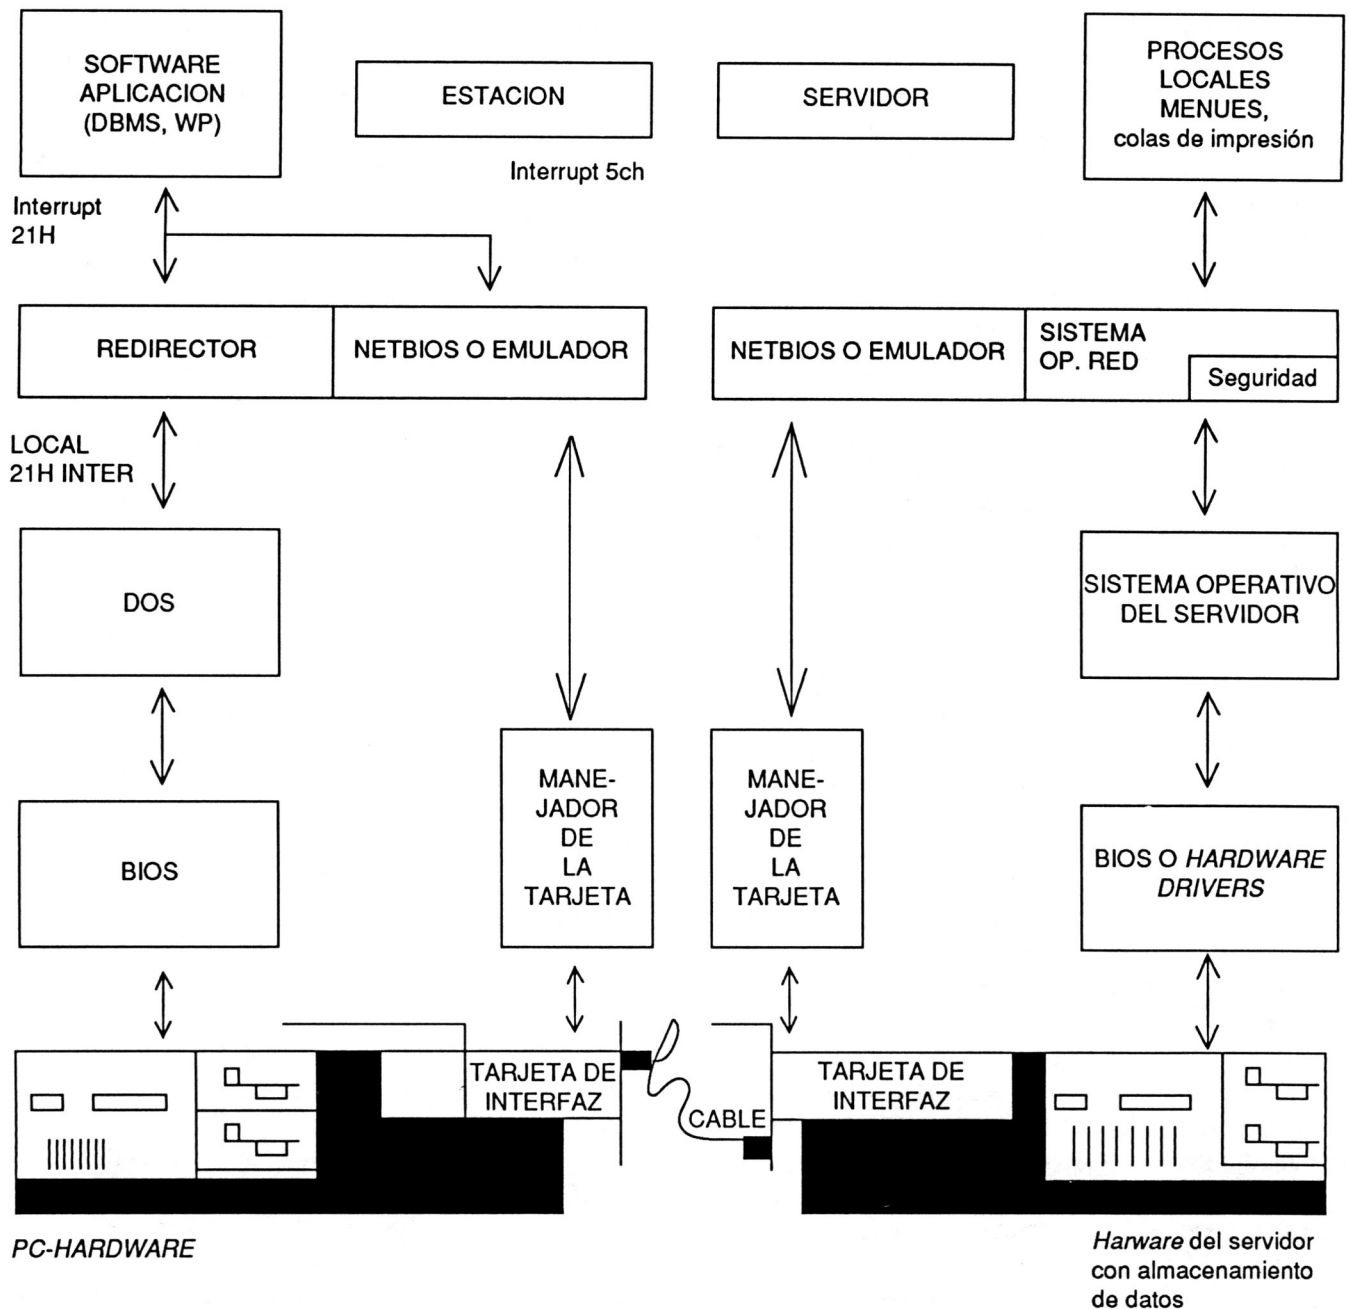 SOFTWARE
APLICACION
(DBMS, WP)
ESTACION
SERVIDOR
PROCESOS
LOCALES
MENUES,
colas de impresión
Interrupt 5ch
Interrupt
21H
REDIRECTOR
NETBIOS O EMULADOR
NETBIOS O EMULADOR
SISTEMA
OP. RED
Seguridad
LOCAL
21H INTER
DOS
SISTEMA OPERATIVO
DEL SERVIDOR
BIOS
MANE-
JADOR
DE
LA
TARJETA
MANE-
JADOR
DE
LA
TARJETA
BIOS O HARDWARE
DRIVERS
TARJETA DE
INTERFAZ
CABLE
TARJETA DE
INTERFAZ
PC-HARDWARE
Harware del servidor
con almacenamiento
de datos